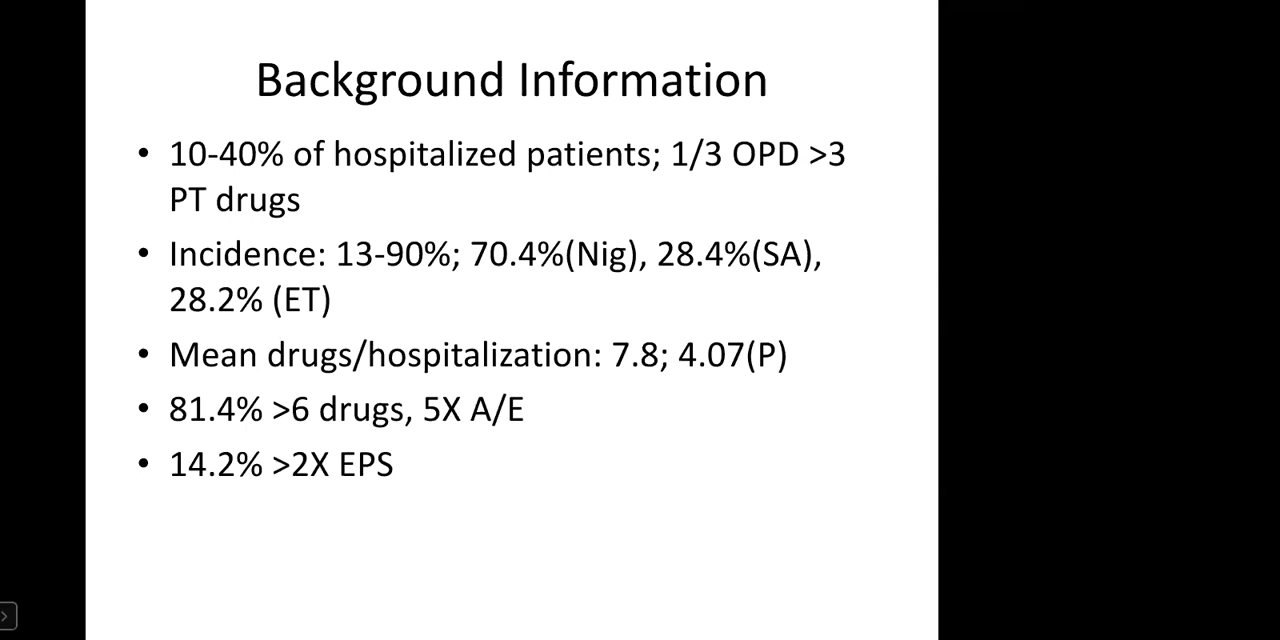 Background Information
• 10-40% of hospitalized patients; 1/3 OPD >3
PT drugs
• Incidence: 13-90%; 70.4%(Nig), 28.4%(SA),
28.2% (ET)
• Mean drugs/hospitalization: 7.8; 4.07(P)
• 81.4% >6 drugs, 5X A/E
• 14.2% >2X EPS